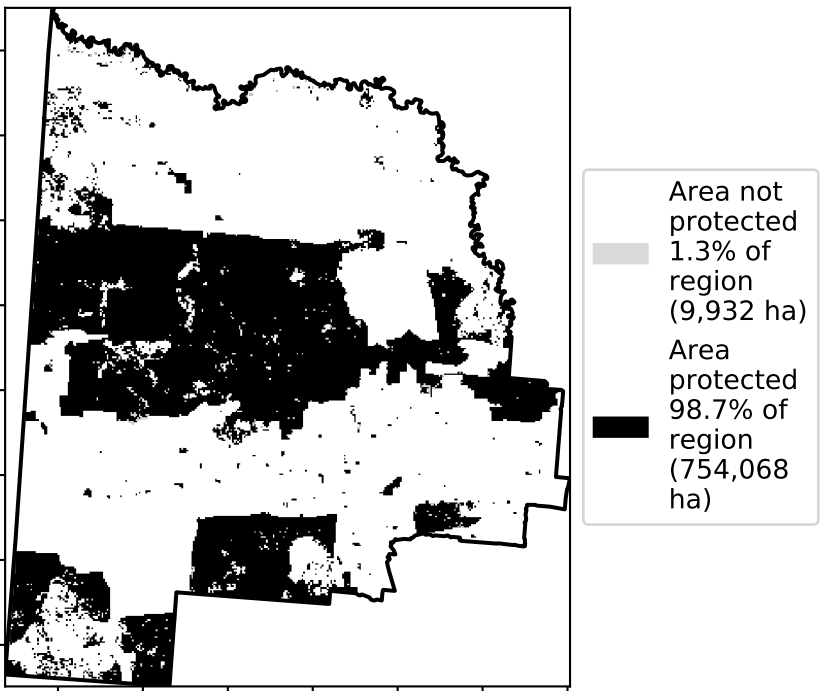 Area not
protected
1.3% of
region
(9,932 ha)
Area
protected
98.7% of
region
(754,068
ha)